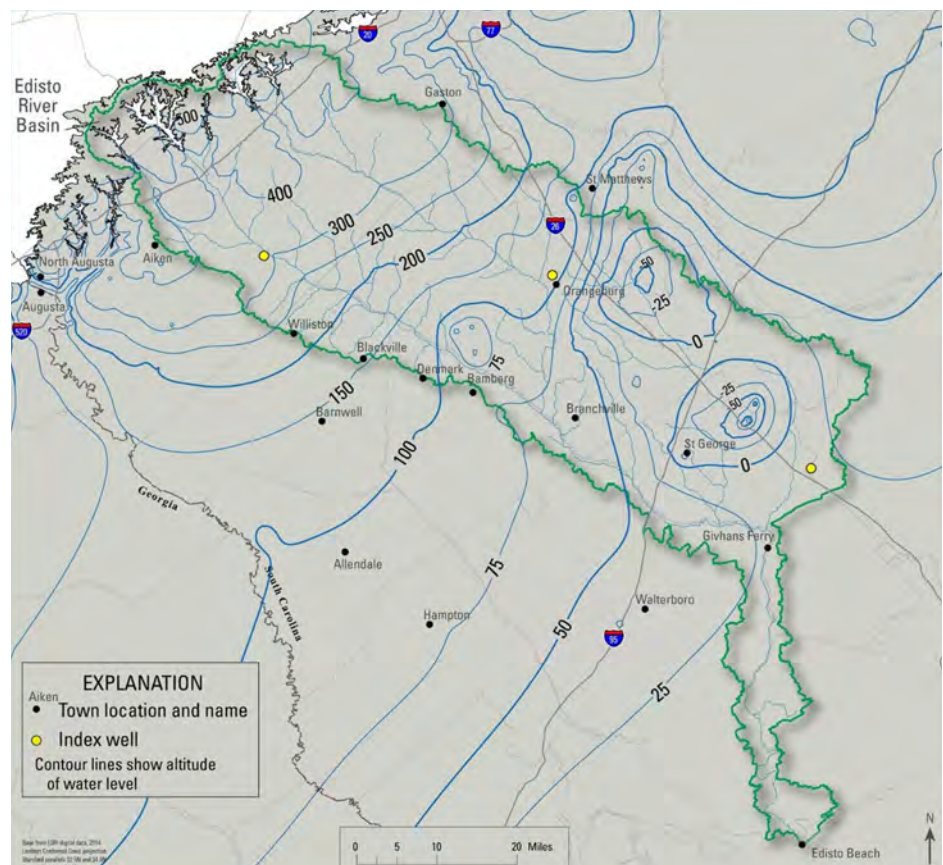 20
77
Edisto
River
Basin
Gaston
500
400
St Matthews
300
26
250
Aiken
200
North Augusta
-50
Orangeburg
-25
Augusta
520
Williston
0
Blackville
75
Denmark
150
Bamberg
-25
-50
Barnwell
Branchville
100
St George
0
Georgia
South Carolina
Givhans Ferry
Allendale
75
Walterboro
Hampton
50
95
25
EXPLANATION
Aiken
Town location and name
Index well
Contour lines show altitude
of water level
N
0 5 10 20 Miles
Edisto Beach